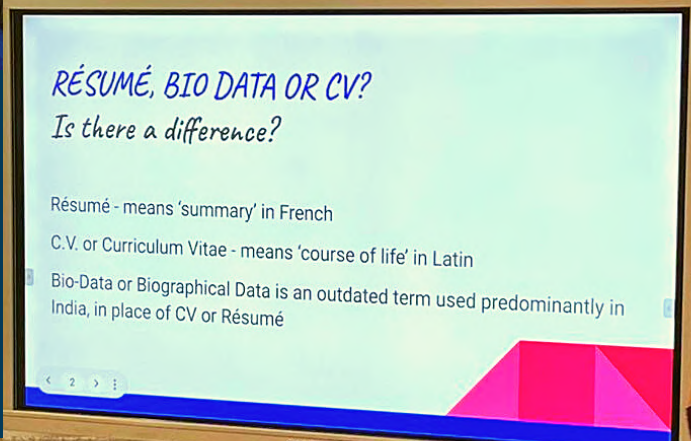 RÉSUMÉ, BIO DATA OR CV?
Is there a difference?
Résumé - means ‘summary’ in French
C.V. or Curriculum Vitae - means ‘course of life’ in Latin
Bio-Data or Biographical Data is an outdated term used predominantly in
India, in place of CV or Résumé
2